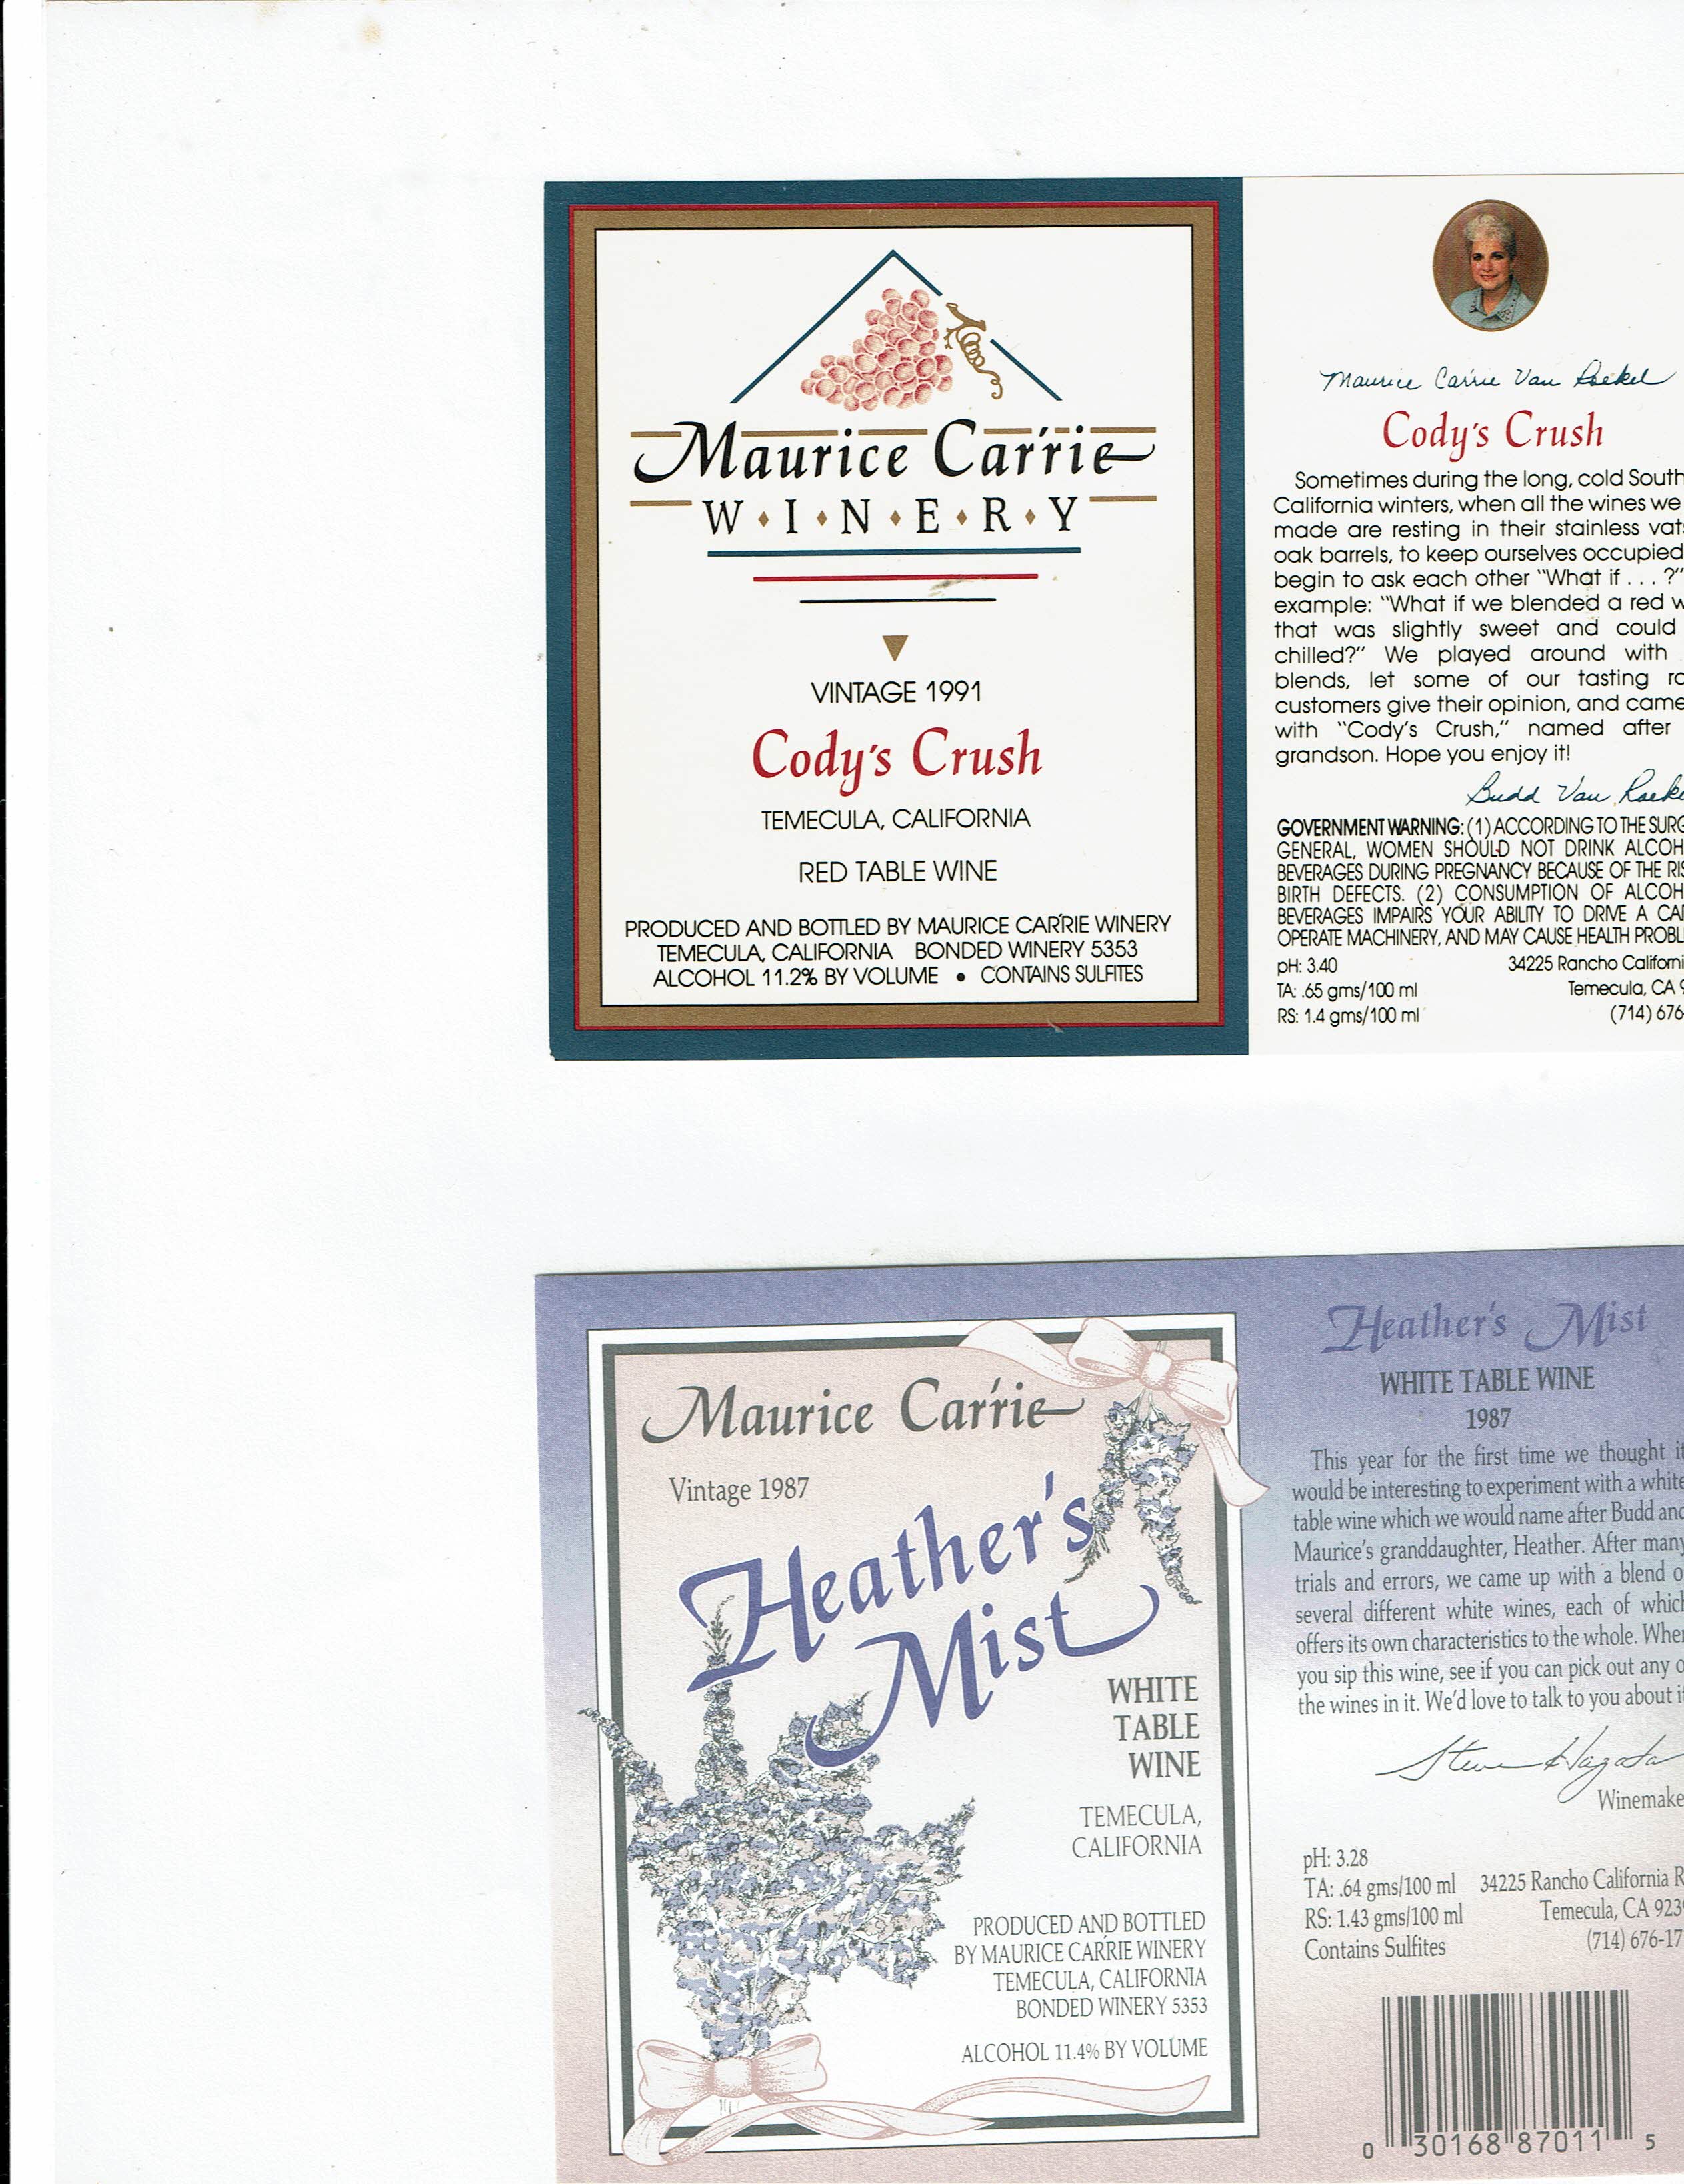 Maurice Car'rie
W·I·N·E·R·Y
VINTAGE 1991
Cody's Crush
TEMECULA, CALIFORNIA
RED TABLE WINE
PRODUCED AND BOTTLED BY MAURICE CAR'RIE WINERY
TEMECULA, CALIFORNIA BONDED WINERY 5353
ALCOHOL 11.2% BY VOLUME • CONTAINS SULFITES
Maurice Carrie Van Roekel
Cody's Crush
Sometimes during the long, cold South
California winters, when all the wines we
made are resting in their stainless vat
oak barrels, to keep ourselves occupied
begin to ask each other "What if . . . ?"
example: "What if we blended a red w
that was slightly sweet and could
chilled?" We played around with
blends, let some of our tasting ro
customers give their opinion, and came
with "Cody's Crush," named after
grandson. Hope you enjoy it!
Budd Van Roeke
GOVERNMENT WARNING: (1) ACCORDING TO THE SURG
GENERAL, WOMEN SHOULD NOT DRINK ALCOH
BEVERAGES DURING PREGNANCY BECAUSE OF THE RIS
BIRTH DEFECTS. (2) CONSUMPTION OF ALCOH
BEVERAGES IMPAIRS YOUR ABILITY TO DRIVE A CA
OPERATE MACHINERY, AND MAY CAUSE HEALTH PROBL
pH: 3.40 34225 Rancho Californi
TA: .65 gms/100 ml Temecula, CA 9
RS: 1.4 gms/100 ml (714) 676-
Maurice Car'rie
Vintage 1987
Heather's
Mist
WHITE
TABLE
WINE
TEMECULA,
CALIFORNIA
PRODUCED AND BOTTLED
BY MAURICE CAR'RIE WINERY
TEMECULA, CALIFORNIA
BONDED WINERY 5353
ALCOHOL 11.4% BY VOLUME
Heather's Mist
WHITE TABLE WINE
1987
This year for the first time we thought it
would be interesting to experiment with a white
table wine which we would name after Budd and
Maurice's granddaughter, Heather. After many
trials and errors, we came up with a blend o
several different white wines, each of which
offers its own characteristics to the whole. When
you sip this wine, see if you can pick out any o
the wines in it. We'd love to talk to you about it
Steve Hagata
Winemake
pH: 3.28
TA: .64 gms/100 ml 34225 Rancho California R
RS: 1.43 gms/100 ml Temecula, CA 923
Contains Sulfites (714) 676-17
0 30168 87011 5